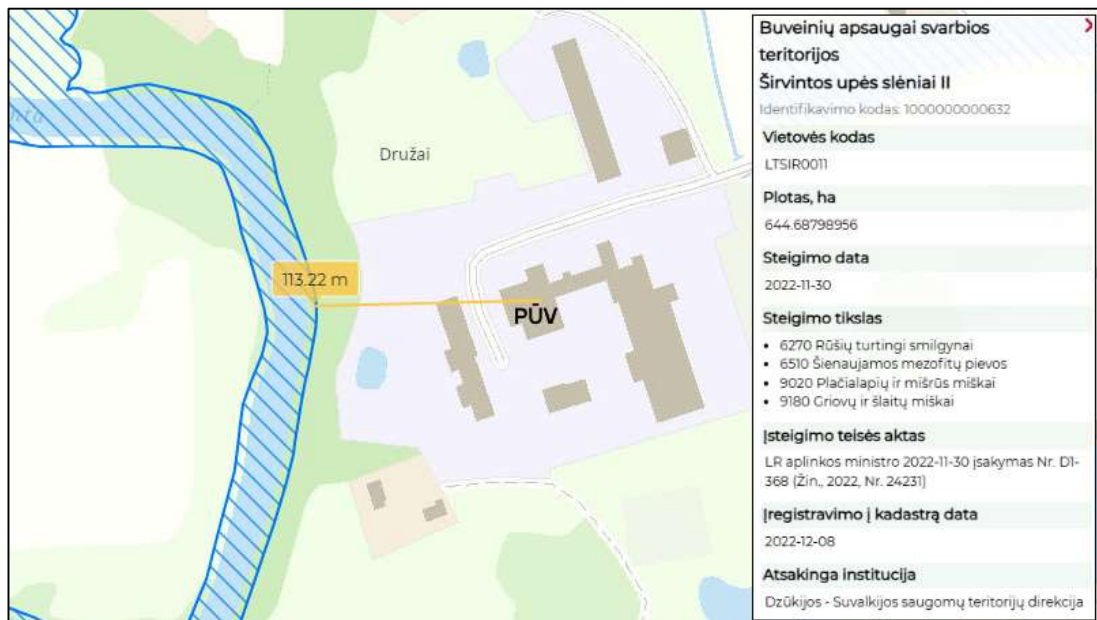 Buveinių apsaugai svarbios
teritorijos
Širvintos upės slėniai II
Identifikavimo kodas: 1000000000632
Vietovės kodas
LTSIR0011
Plotas, ha
644.68798956
Steigimo data
2022-11-30
Steigimo tikslas
• 6270 Rūšių turtingi smilgynai
• 6510 Šienaujamos mezofitų pievos
• 9020 Plačialapių ir mišrūs miškai
• 9180 Griovų ir šlaitų miškai
Įsteigimo teisės aktas
LR aplinkos ministro 2022-11-30 įsakymas Nr. D1-
368 (Žin., 2022, Nr. 24231)
Įregistravimo į kadastrą data
2022-12-08
Atsakinga institucija
Dzūkijos - Suvalkijos saugomų teritorijų direkcija
Družai
113.22 m
PŪV